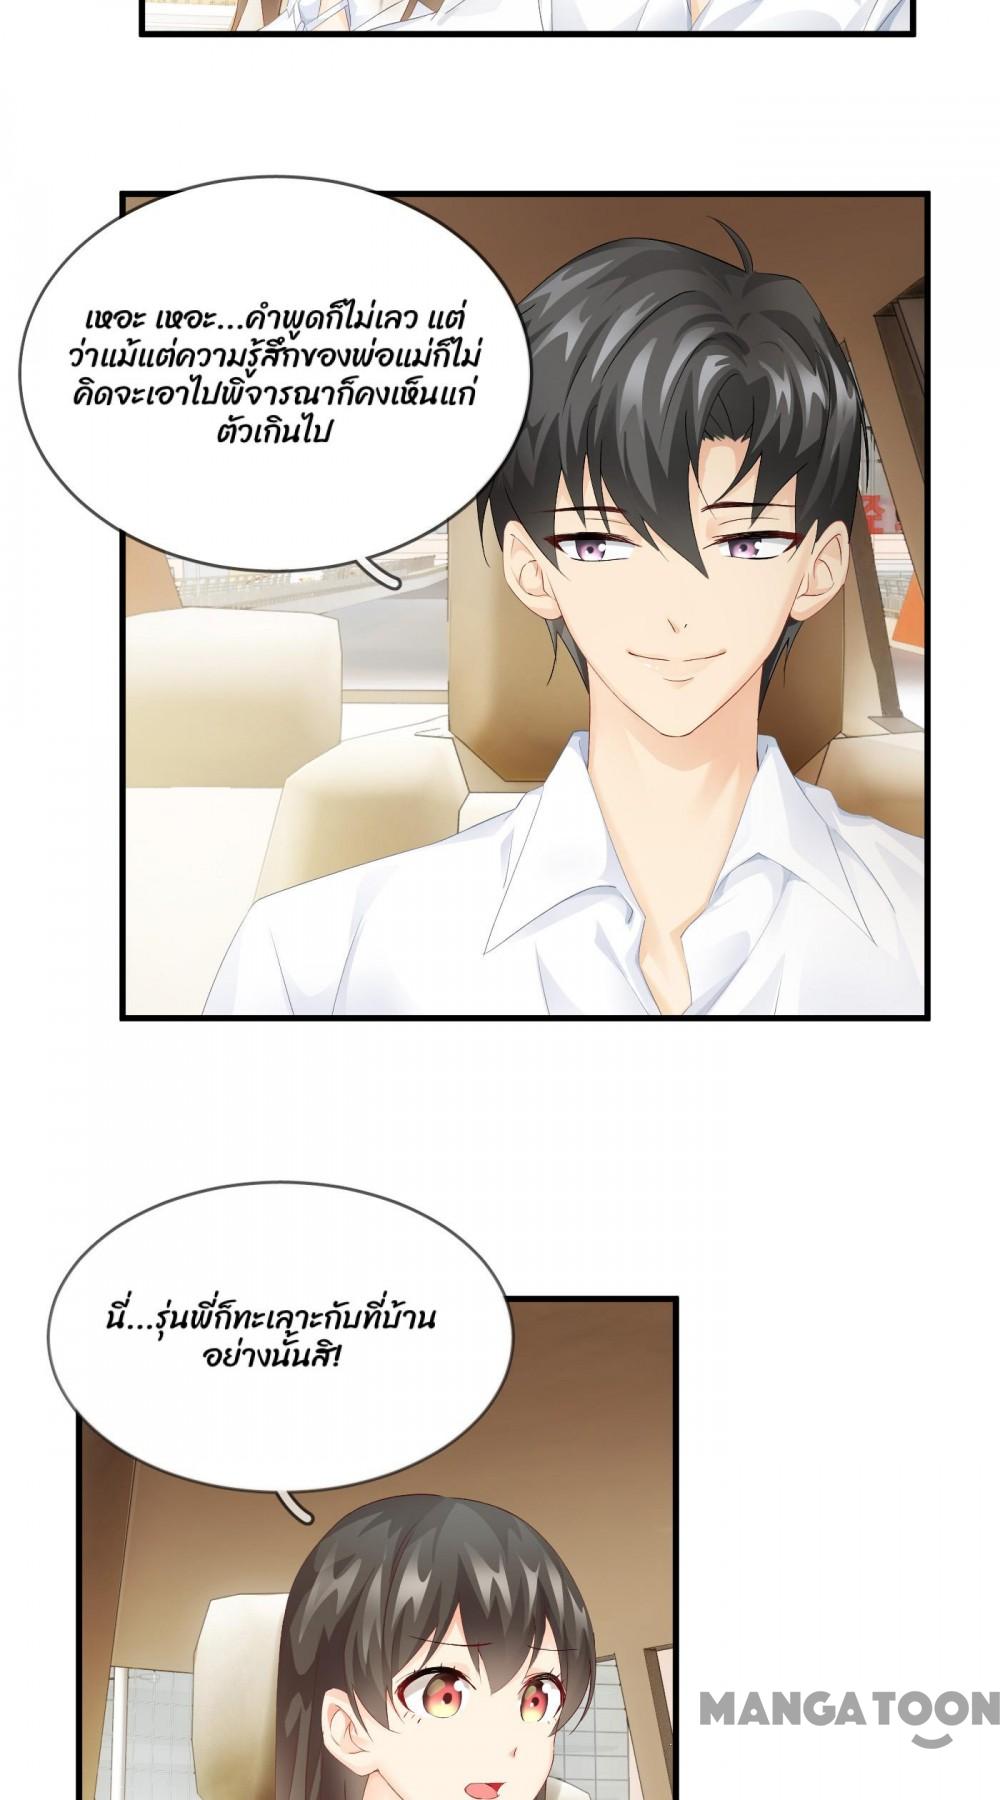 เหอะ เหอะ...คำพูดก็ไม่เลว แต่
ว่าแม้แต่ความรู้สึกของพ่อแม่ก็ไม่
คิดจะเอาไปพิจารณาก็คงเห็นแก่
ตัวเกินไป
นี่...รุ่นพี่ก็ทะเลาะกับที่บ้าน
อย่างนั้นสิ!
MANGATOON